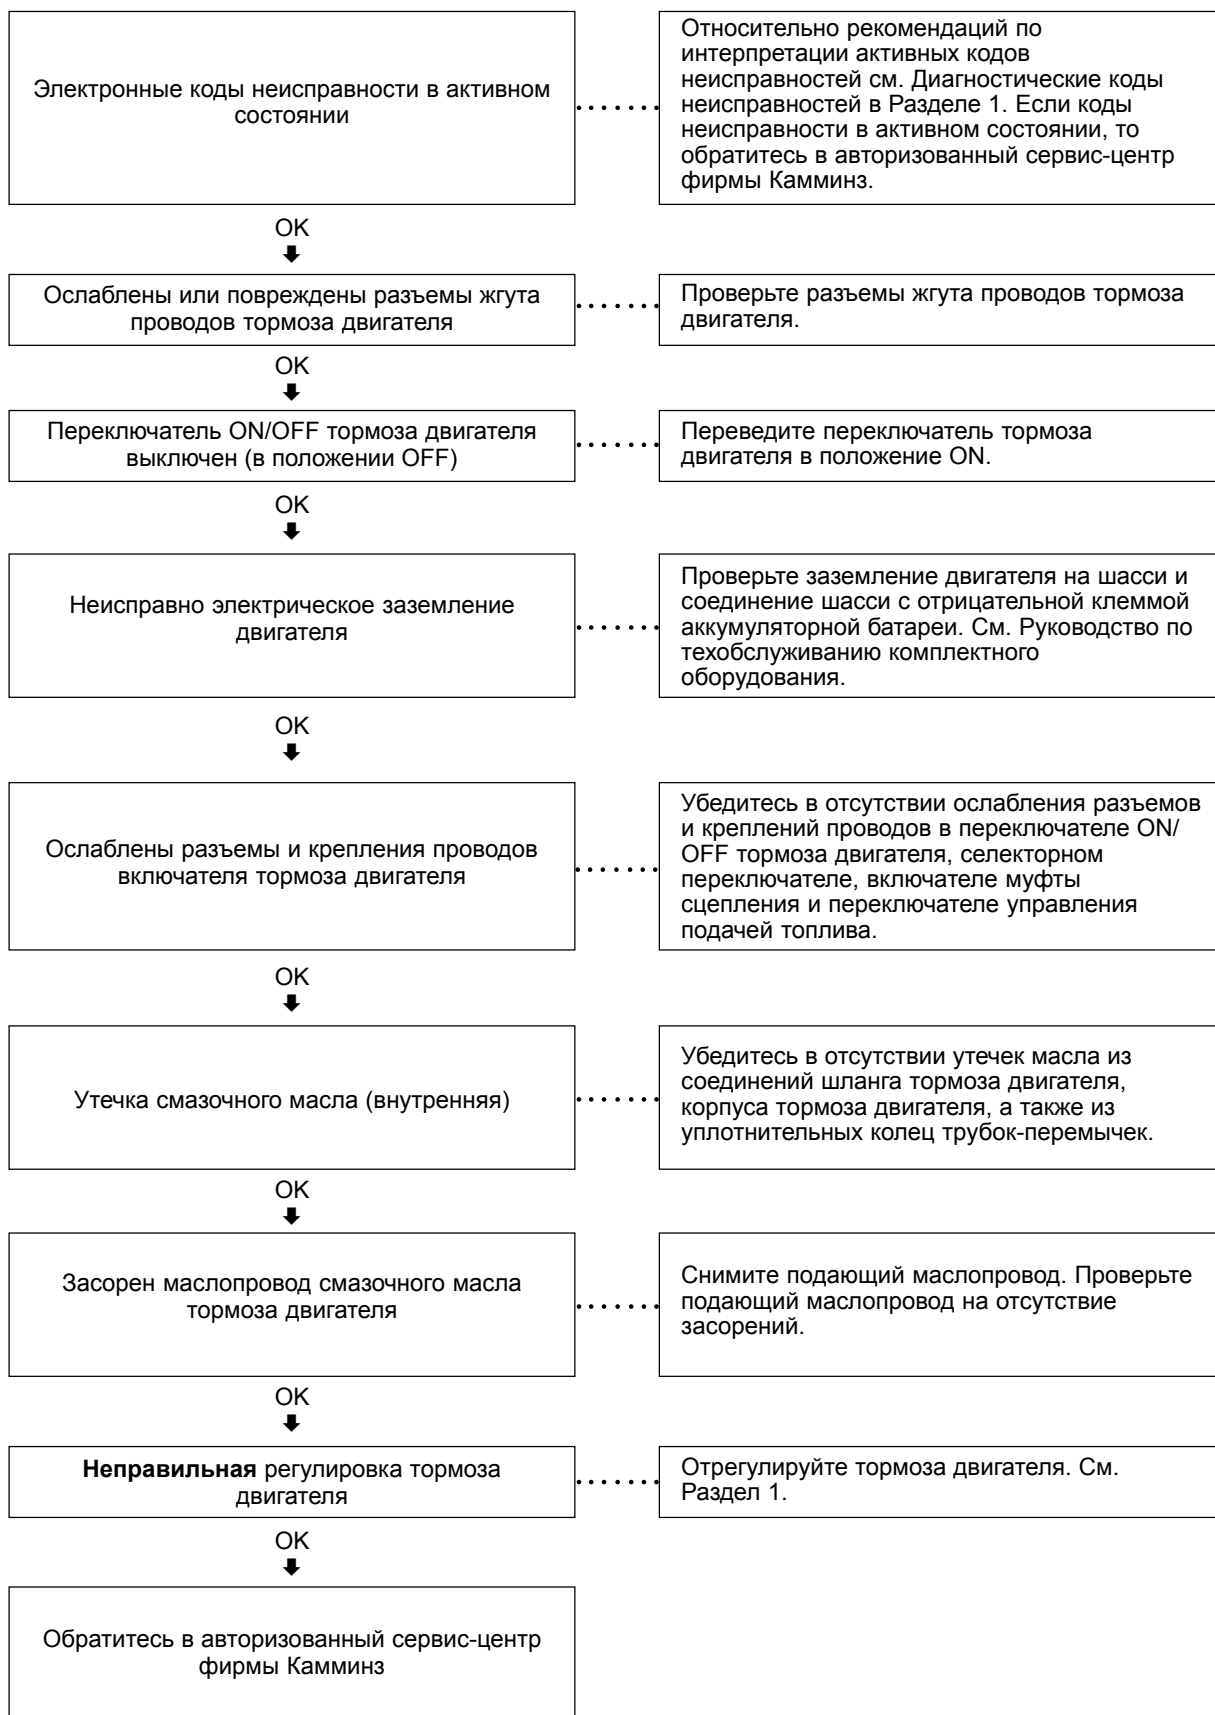 Электронные коды неисправности в активном
состоянии
Относительно рекомендаций по
интерпретации активных кодов
неисправностей см. Диагностические коды
неисправностей в Разделе 1. Если коды
неисправности в активном состоянии, то
обратитесь в авторизованный сервис-центр
фирмы Камминз.
OK
Ослаблены или повреждены разъемы жгута
проводов тормоза двигателя
Проверьте разъемы жгута проводов тормоза
двигателя.
OK
Переключатель ON/OFF тормоза двигателя
выключен (в положении OFF)
Переведите переключатель тормоза
двигателя в положение ON.
OK
Неисправно электрическое заземление
двигателя
Проверьте заземление двигателя на шасси и
соединение шасси с отрицательной клеммой
аккумуляторной батареи. См. Руководство по
техобслуживанию комплектного
оборудования.
OK
Ослаблены разъемы и крепления проводов
включателя тормоза двигателя
Убедитесь в отсутствии ослабления разъемов
и креплений проводов в переключателе ON/
OFF тормоза двигателя, селекторном
переключателе, включателе муфты
сцепления и переключателе управления
подачей топлива.
OK
Утечка смазочного масла (внутренняя)
Убедитесь в отсутствии утечек масла из
соединений шланга тормоза двигателя,
корпуса тормоза двигателя, а также из
уплотнительных колец трубок-перемычек.
OK
Засорен маслопровод смазочного масла
тормоза двигателя
Снимите подающий маслопровод. Проверьте
подающий маслопровод на отсутствие
засорений.
OK
Неправильная регулировка тормоза
двигателя
Отрегулируйте тормоза двигателя. См.
Раздел 1.
OK
Обратитесь в авторизованный сервис-центр
фирмы Камминз